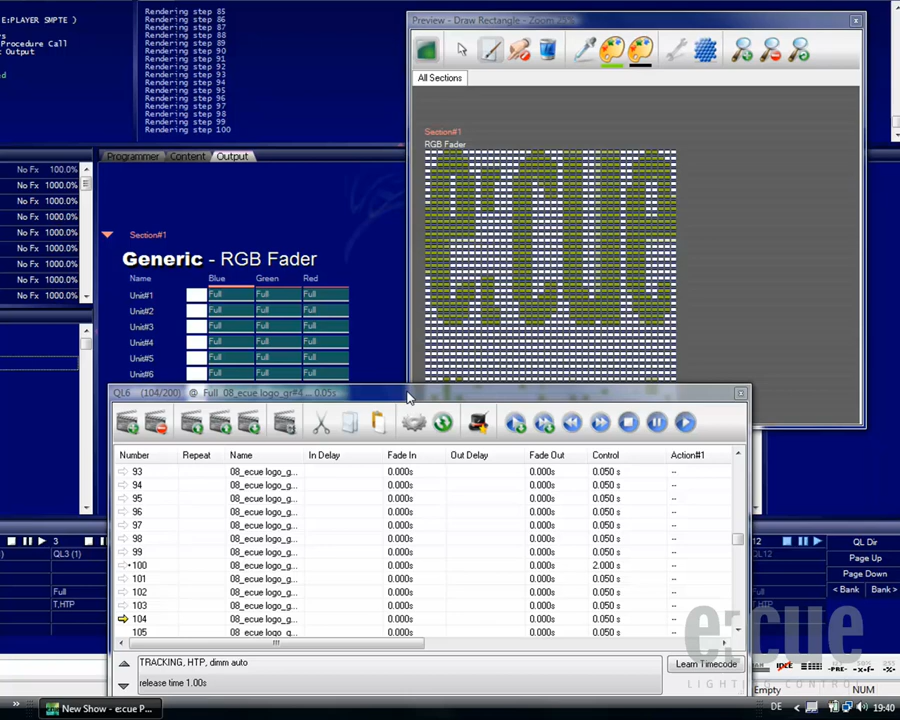 E:PLAYER SMPTE )
Procedure Call
t Output
Rendering step 85
Rendering step 86
Rendering step 87
Rendering step 88
Rendering step 89
Rendering step 90
Rendering step 91
Rendering step 92
Rendering step 93
Rendering step 94
Rendering step 95
Rendering step 96
Rendering step 97
Rendering step 98
Rendering step 99
Rendering step 100
Preview - Draw Rectangle - Zoom 25%
All Sections
Section#1
RGB Fader
e:cue
Programmer Content Output
No Fx 100.0%
No Fx 1000.0%
No Fx 1000.0%
No Fx 1000.0%
No Fx 1000.0%
No Fx 1000.0%
No Fx 1000.0%
No Fx 1000.0%
No Fx 1000.0%
Section#1
Generic - RGB Fader
Name Blue Green Red
Unit#1 Full Full Full
Unit#2 Full Full Full
Unit#3 Full Full Full
Unit#4 Full Full Full
Unit#5 Full Full Full
Unit#6 Full Full Full
QL6 (104/200) @ Full 08_ecue logo_gr#4 -- 0.05s
Number Repeat Name In Delay Fade In Out Delay Fade Out Control Action#1
93 08_ecue logo_g... 0.000s 0.000s 0.050 s --
94 08_ecue logo_g... 0.000s 0.000s 0.050 s --
95 08_ecue logo_g... 0.000s 0.000s 0.050 s --
96 08_ecue logo_g... 0.000s 0.000s 0.050 s --
97 08_ecue logo_g... 0.000s 0.000s 0.050 s --
98 08_ecue logo_g... 0.000s 0.000s 0.050 s --
99 08_ecue logo_g... 0.000s 0.000s 0.050 s --
100 08_ecue logo_g... 0.000s 0.000s 2.000 s --
101 08_ecue logo_g... 0.000s 0.000s 0.050 s --
102 08_ecue logo_g... 0.000s 0.000s 0.050 s --
103 08_ecue logo_g... 0.000s 0.000s 0.050 s --
104 08_ecue logo_g... 0.000s 0.000s 0.050 s --
105 08_ecue logo_g... 0.000s 0.000s 0.050 s --
TRACKING, HTP, dimm auto
release time 1.00s
Learn Timecode
3
QL3 (1)
Full
T,HTP
12
QL12
Full
QL Dir
Page Up
Page Down
< Bank Bank >
e:cue
LIGHTING CONTROL
Empty NUM
New Show - e:cue P...
DE
19:40